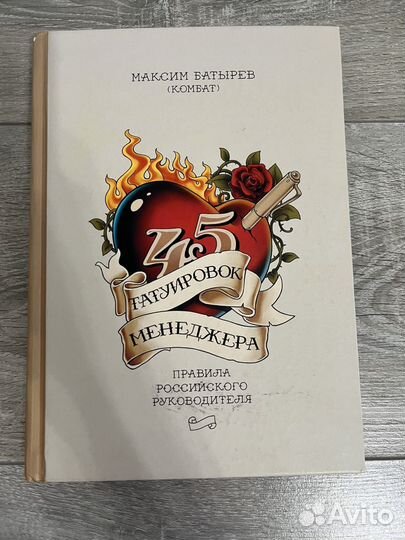 МАКСИМ БАТЫРЕВ
(КОМБАТ)
45
ТАТУИРОВОК
МЕНЕДЖЕРА
ПРАВИЛА
РОССИЙСКОГО
РУКОВОДИТЕЛЯ
Avito